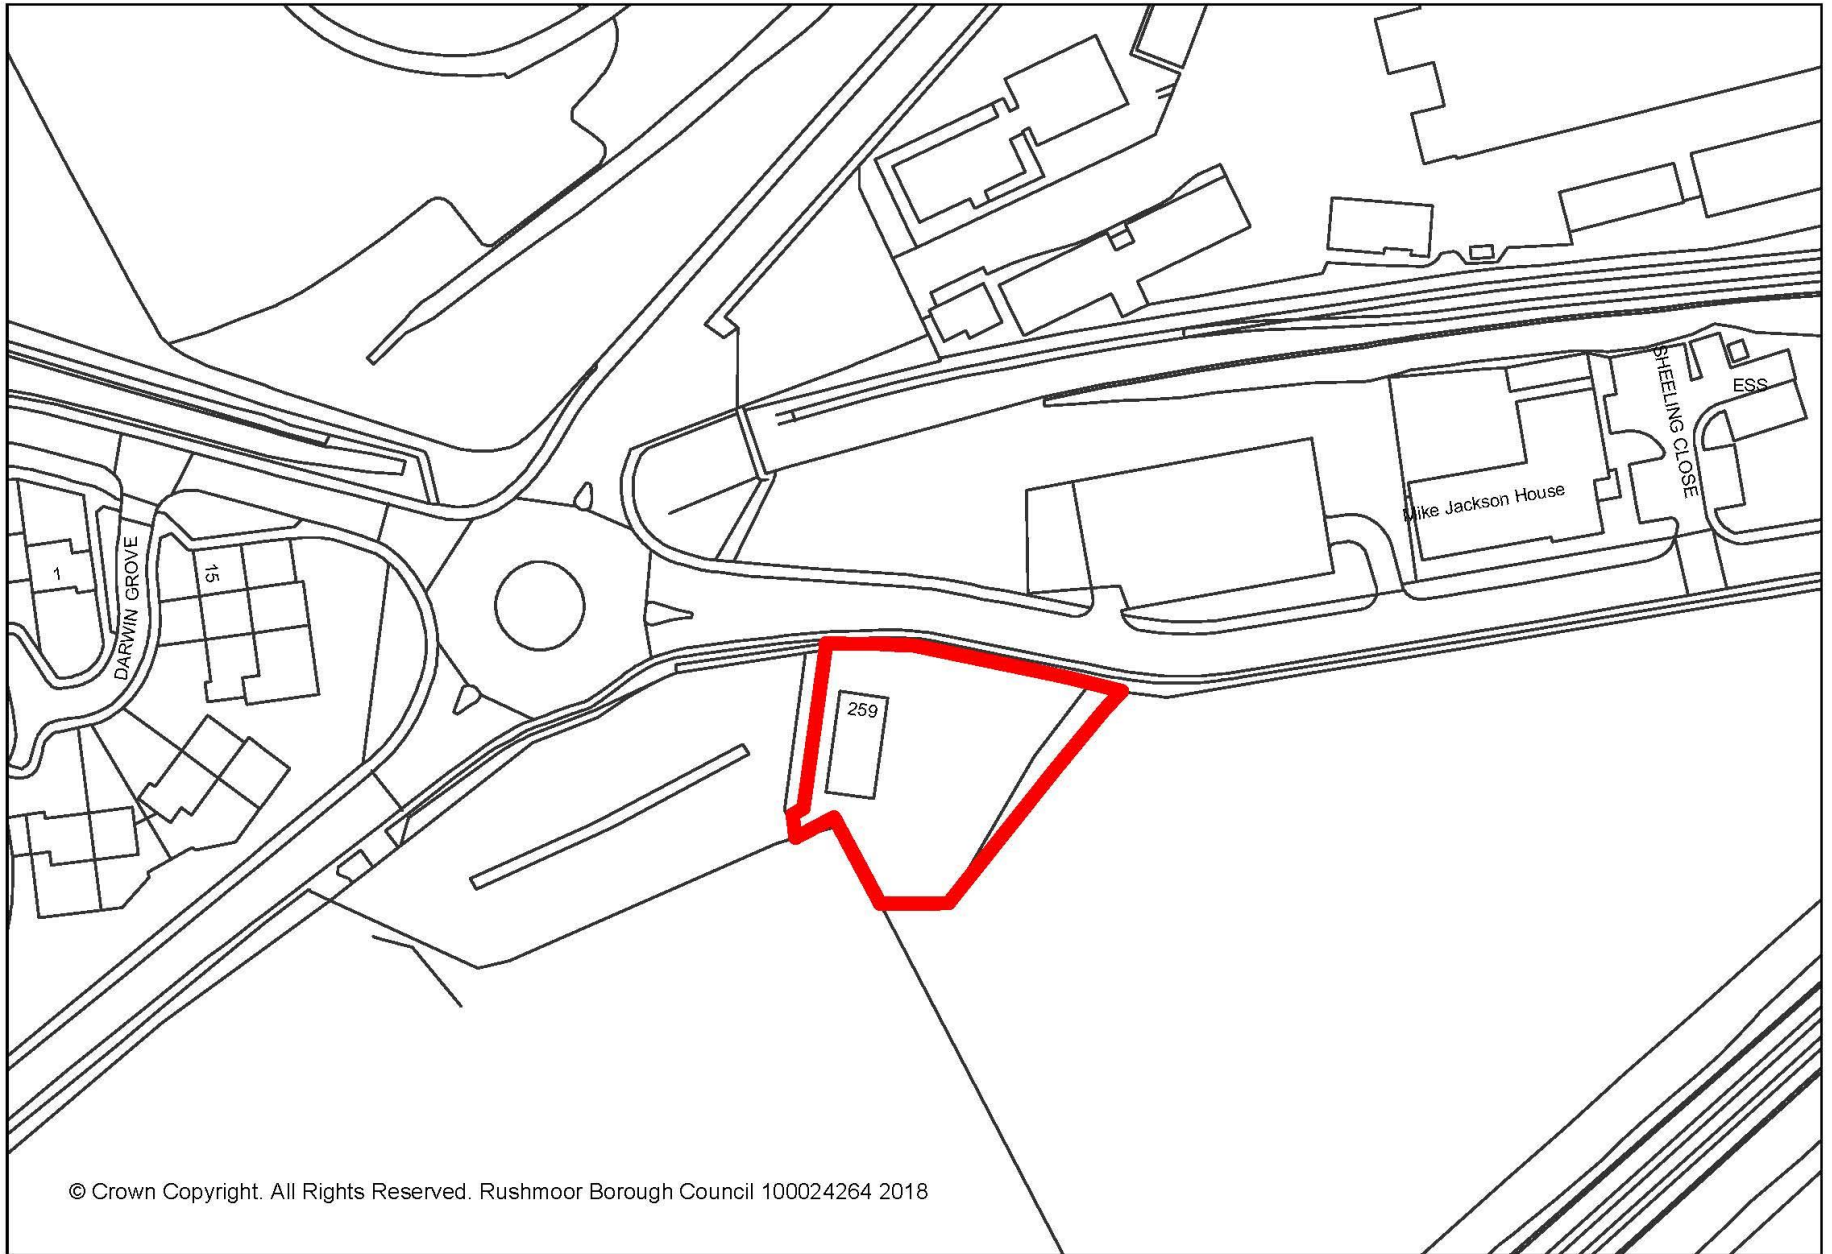 SHEELING CLOSE
ESS
Mike Jackson House
DARWIN GROVE
1
15
259
© Crown Copyright. All Rights Reserved. Rushmoor Borough Council 100024264 2018